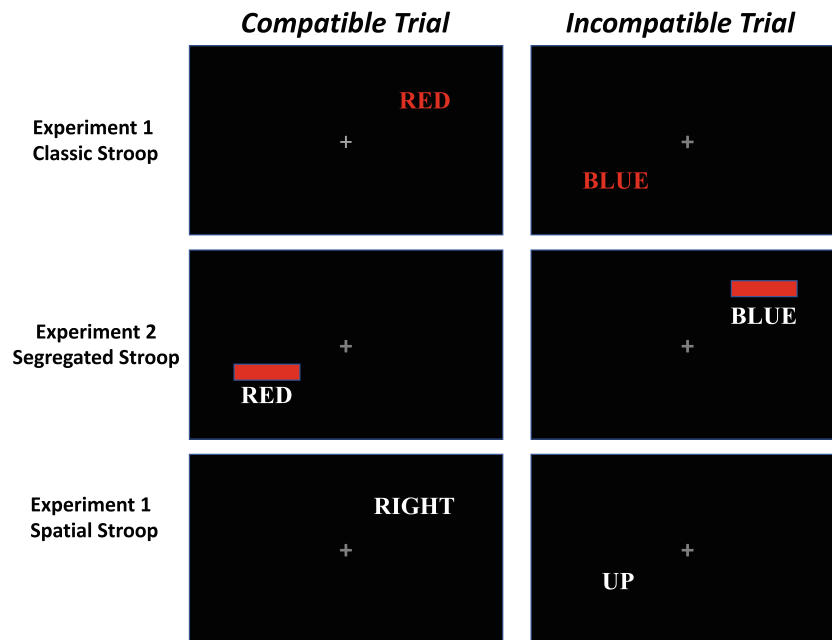 Compatible Trial
Incompatible Trial
Experiment 1
Classic Stroop
RED
BLUE
Experiment 2
Segregated Stroop
RED
BLUE
Experiment 1
Spatial Stroop
RIGHT
UP